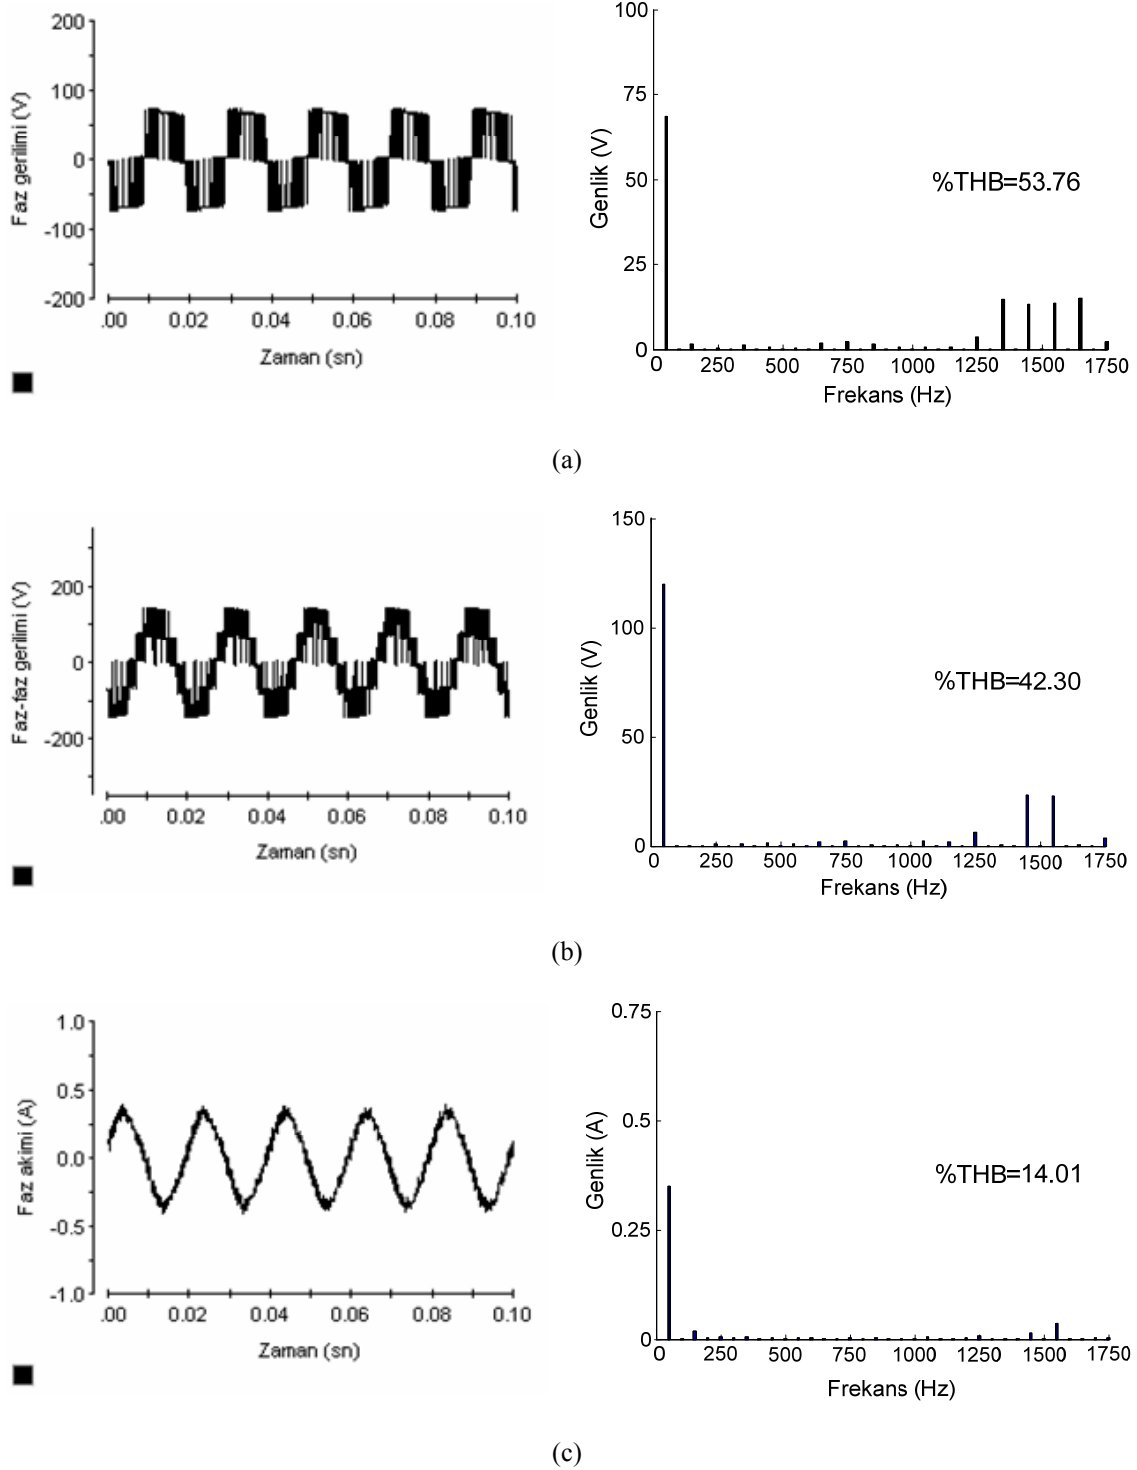 200
100
0
-100
-200
Faz gerilimi (V)
.00 0.02 0.04 0.06 0.08 0.10
Zaman (sn)
100
75
50
25
0
Genlik (V)
%THB=53.76
0 250 500 750 1000 1250 1500 1750
Frekans (Hz)
(a)
200
0
-200
Faz-faz gerilimi (V)
.00 0.02 0.04 0.06 0.08 0.10
Zaman (sn)
150
100
50
0
Genlik (V)
%THB=42.30
0 250 500 750 1000 1250 1500 1750
Frekans (Hz)
(b)
1.0
0.5
0.0
-0.5
-1.0
Faz akimi (A)
.00 0.02 0.04 0.06 0.08 0.10
Zaman (sn)
0.75
0.5
0.25
0
Genlik (A)
%THB=14.01
0 250 500 750 1000 1250 1500 1750
Frekans (Hz)
(c)